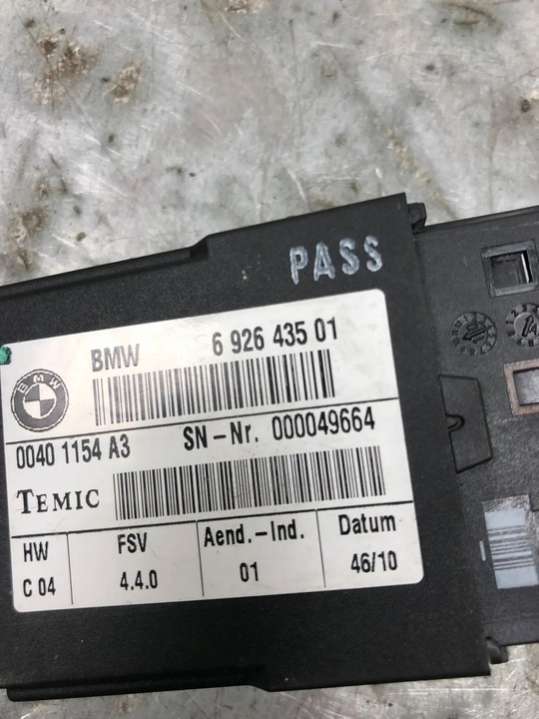 PASS
BMW 6 926 435 01
BMW
0040 1154 A3 SN-Nr. 000049664
TEMIC
HW FSV Aend.-Ind. Datum
C 04 4.4.0 01 46/10